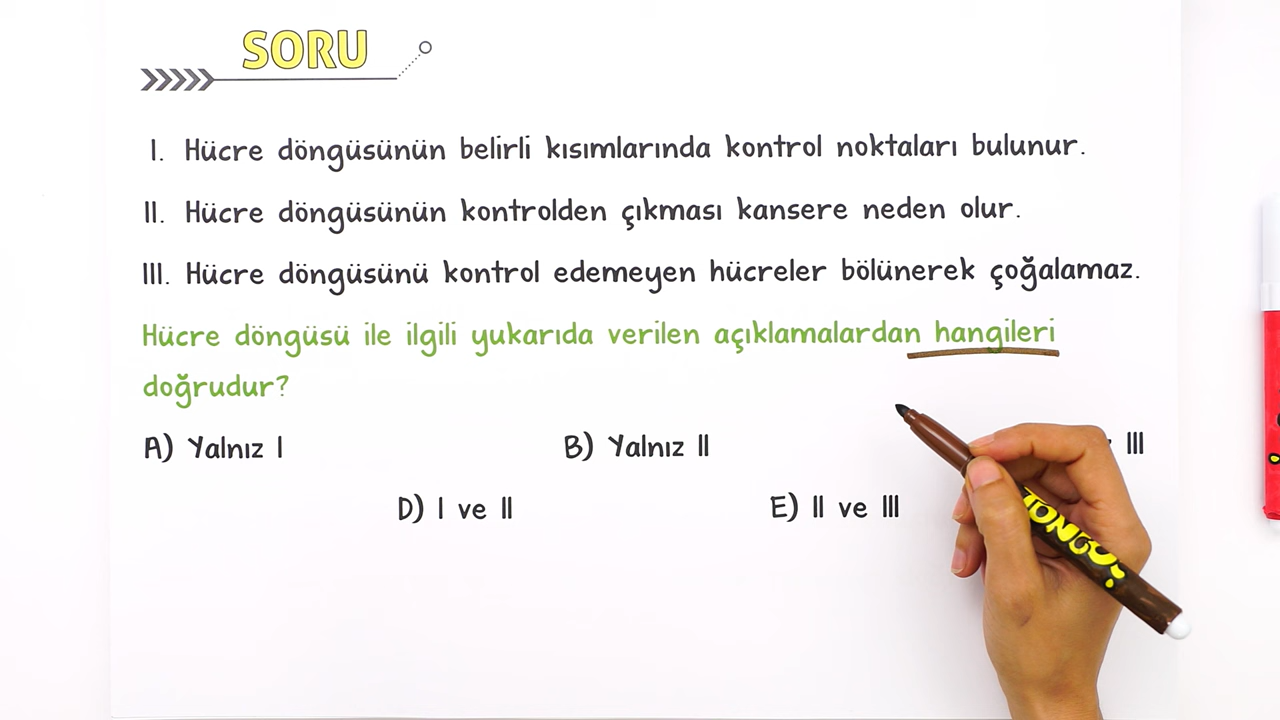 SORU
I. Hücre döngüsünün belirli kısımlarında kontrol noktaları bulunur.
II. Hücre döngüsünün kontrolden çıkması kansere neden olur.
III. Hücre döngüsünü kontrol edemeyen hücreler bölünerek çoğalamaz.
Hücre döngüsü ile ilgili yukarıda verilen açıklamalardan hangileri
doğrudur?
A) Yalnız I B) Yalnız II III
D) I ve II E) II ve III